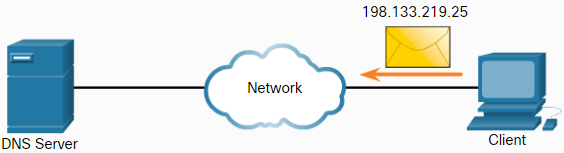 198.133.219.25
Network
DNS Server
Client